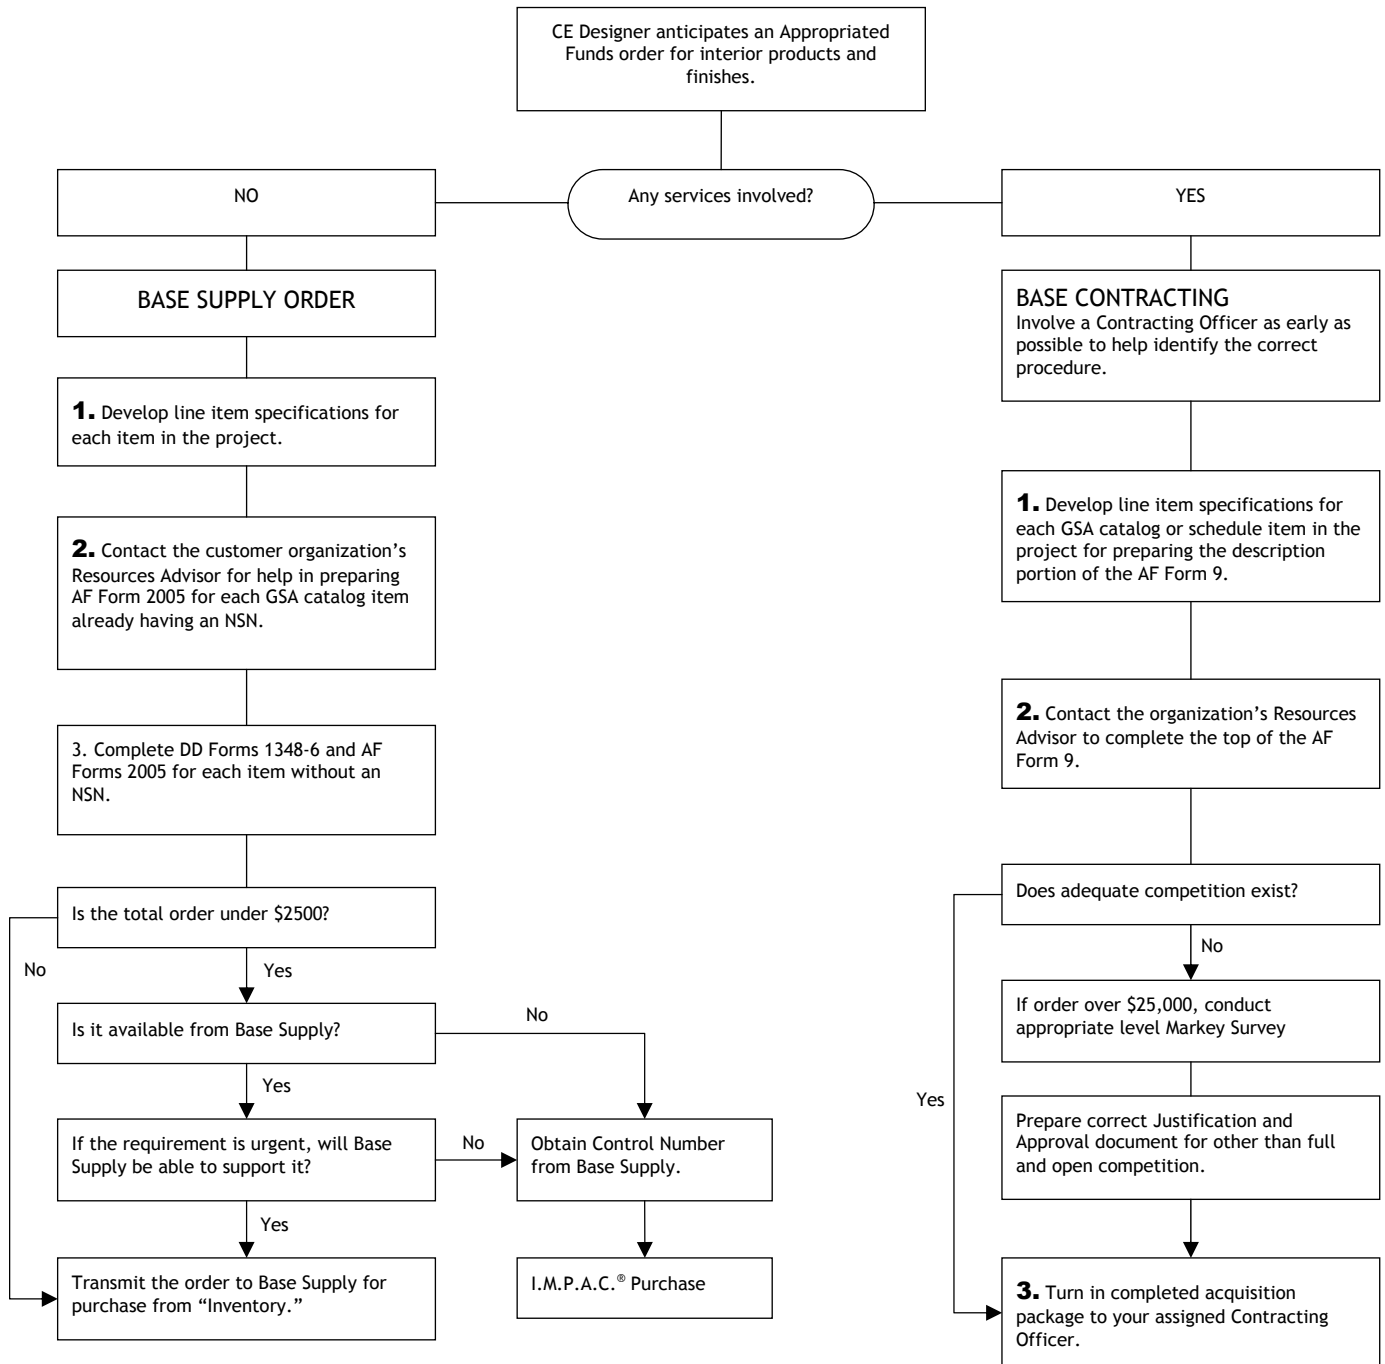 CE Designer anticipates an Appropriated
Funds order for interior products and
finishes.
NO
Any services involved?
YES
BASE SUPPLY ORDER
1. Develop line item specifications for
each item in the project.
2. Contact the customer organization’s
Resources Advisor for help in preparing
AF Form 2005 for each GSA catalog item
already having an NSN.
3. Complete DD Forms 1348-6 and AF
Forms 2005 for each item without an
NSN.
Is the total order under $2500?
No
Yes
Is it available from Base Supply?
No
Yes
If the requirement is urgent, will Base
Supply be able to support it?
No
Obtain Control Number
from Base Supply.
Yes
Transmit the order to Base Supply for
purchase from “Inventory.”
I.M.P.A.C.® Purchase
BASE CONTRACTING
Involve a Contracting Officer as early as
possible to help identify the correct
procedure.
1. Develop line item specifications for
each GSA catalog or schedule item in the
project for preparing the description
portion of the AF Form 9.
2. Contact the organization’s Resources
Advisor to complete the top of the AF
Form 9.
Does adequate competition exist?
No
If order over $25,000, conduct
appropriate level Markey Survey
Yes
Prepare correct Justification and
Approval document for other than full
and open competition.
3. Turn in completed acquisition
package to your assigned Contracting
Officer.